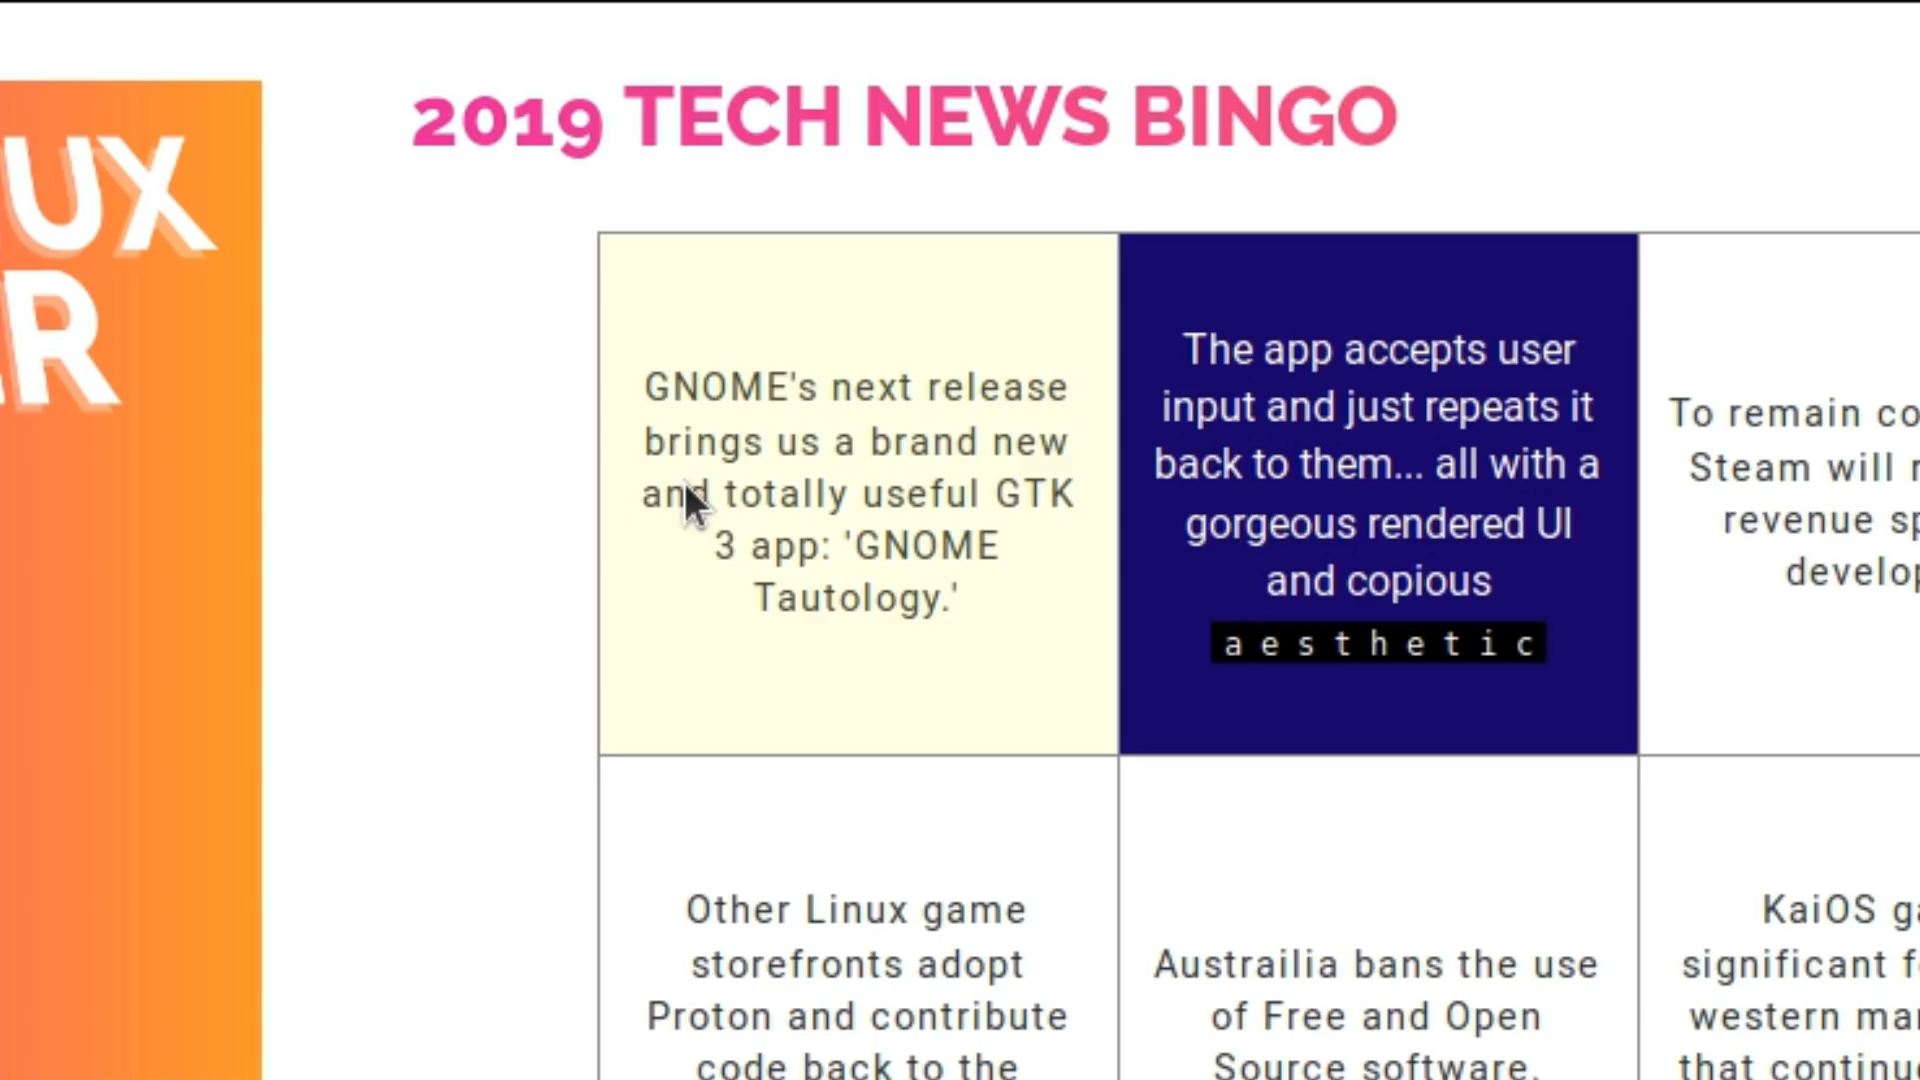 UX
R
2019 TECH NEWS BINGO
GNOME's next release
brings us a brand new
and totally useful GTK
3 app: 'GNOME
Tautology.'
The app accepts user
input and just repeats it
back to them... all with a
gorgeous rendered UI
and copious
a e s t h e t i c
To remain co
Steam will r
revenue sp
develop
Other Linux game
storefronts adopt
Proton and contribute
code back to the
Austrailia bans the use
of Free and Open
Source software.
KaiOS ga
significant fo
western mar
that continu